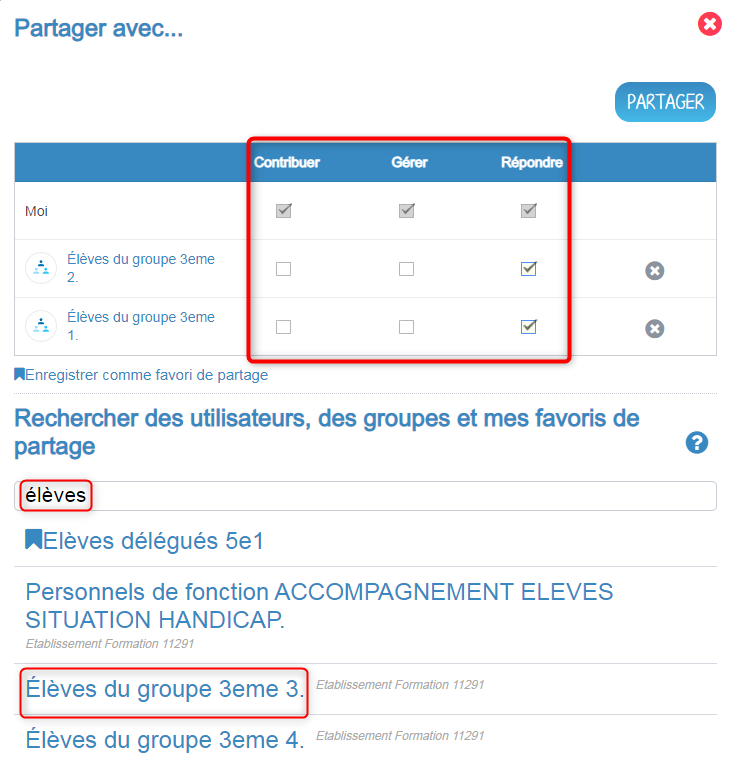 Partager avec...
PARTAGER
Contribuer Gérer Répondre
Moi
Élèves du groupe 3eme
2.
Élèves du groupe 3eme
1.
Enregistrer comme favori de partage
Rechercher des utilisateurs, des groupes et mes favoris de
partage
élèves
Elèves délégués 5e1
Personnels de fonction ACCOMPAGNEMENT ELEVES
SITUATION HANDICAP.
Etablissement Formation 11291
Élèves du groupe 3eme 3. Etablissement Formation 11291
Élèves du groupe 3eme 4. Etablissement Formation 11291